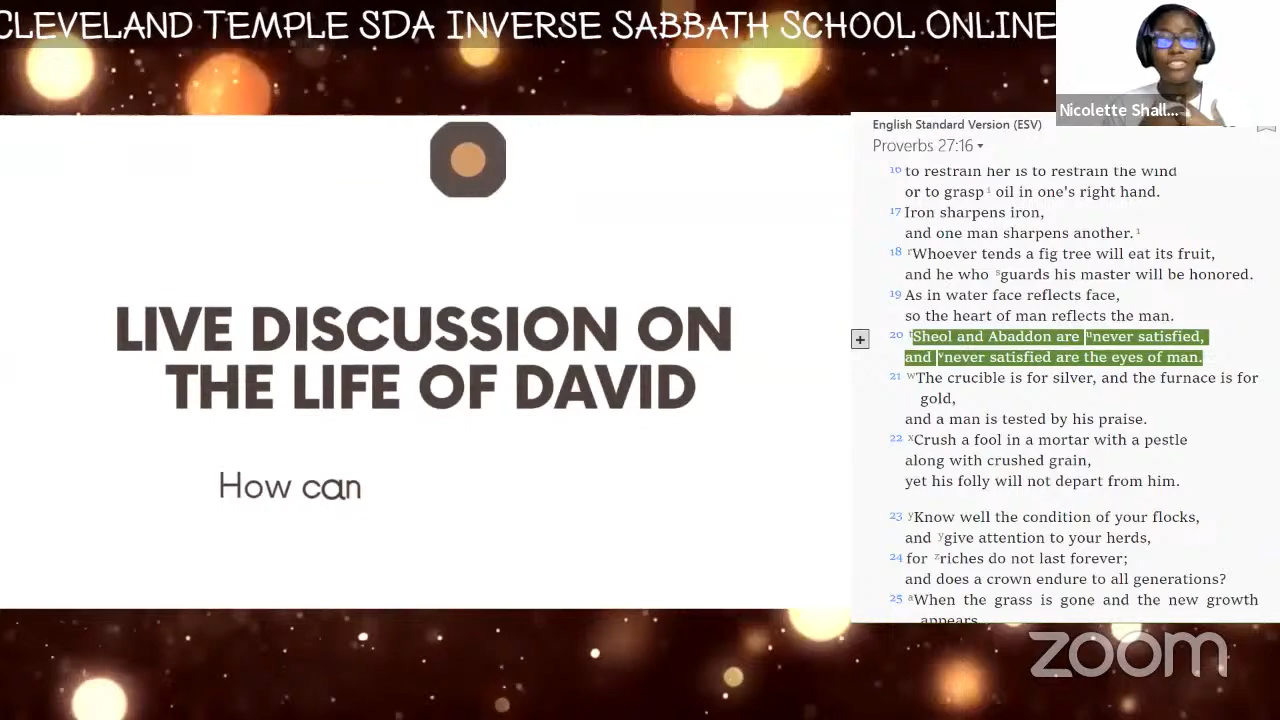 CLEVELAND TEMPLE SDA INVERSE SABBATH SCHOOL ONLINE
Nicolette Shall...
English Standard Version (ESV)
Proverbs 27:16
LIVE DISCUSSION ON
THE LIFE OF DAVID
How can
16 to restrain her is to restrain the wind
or to grasp 1 oil in one's right hand.
17 Iron sharpens iron,
and one man sharpens another. 1
18 r Whoever tends a fig tree will eat its fruit,
and he who s guards his master will be honored.
19 As in water face reflects face,
so the heart of man reflects the man.
20 t Sheol and Abaddon are u never satisfied,
and v never satisfied are the eyes of man.
21 w The crucible is for silver, and the furnace is for
gold,
and a man is tested by his praise.
22 x Crush a fool in a mortar with a pestle
along with crushed grain,
yet his folly will not depart from him.
23 y Know well the condition of your flocks,
and y give attention to your herds,
24 for z riches do not last forever;
and does a crown endure to all generations?
25 a When the grass is gone and the new growth
appears
zoom